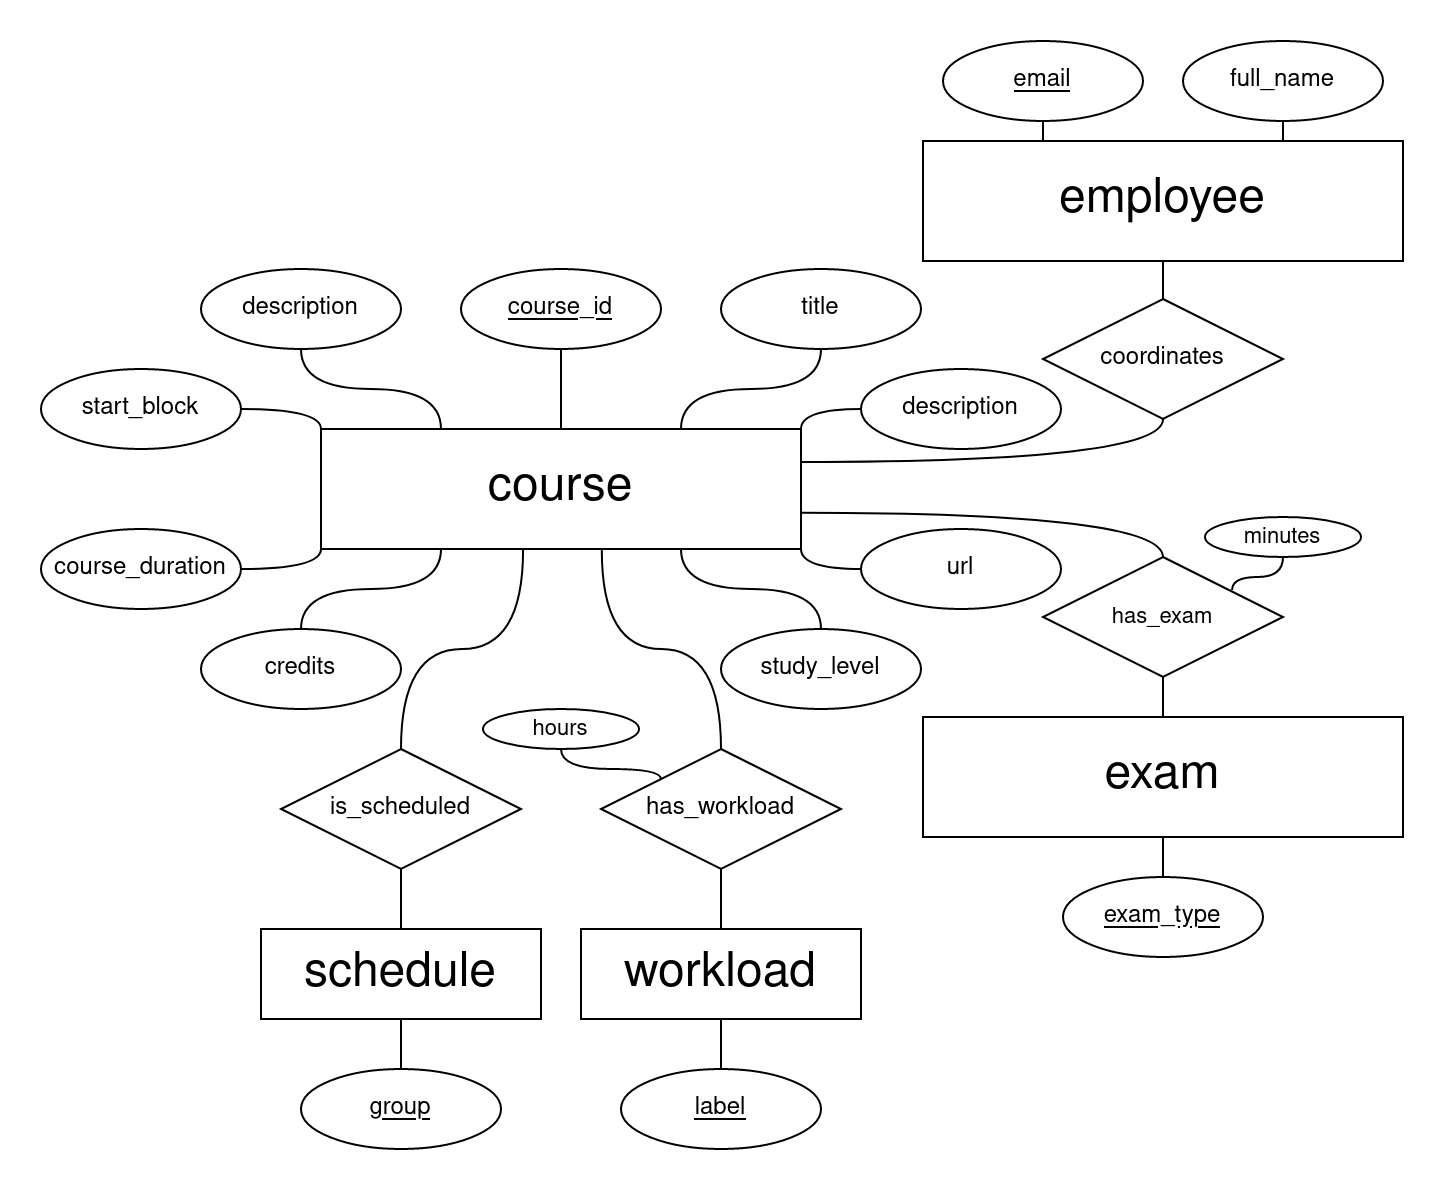 email
full_name
employee
description
course_id
title
coordinates
start_block
description
course
minutes
course_duration
url
has_exam
credits
study_level
hours
exam
is_scheduled
has_workload
exam_type
schedule
workload
group
label